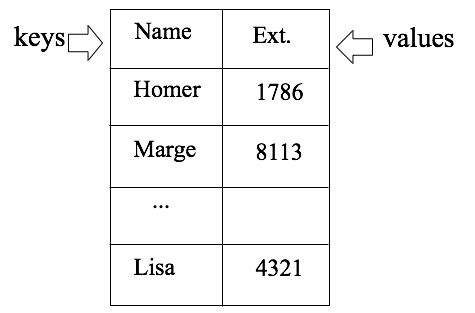 keys Name Ext. values
Homer 1786
Marge 8113
...
Lisa 4321